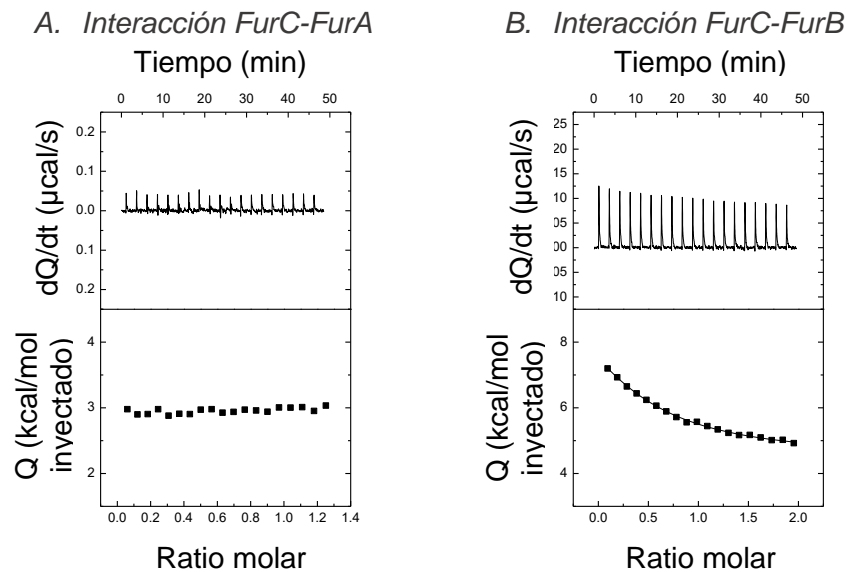 A. Interacción FurC-FurA
Tiempo (min)
0 10 20 30 40 50
dQ/dt (µcal/s)
0.2
0.1
0.0
0.1
0.2
Q (kcal/mol
inyectado)
4
3
2
0.0 0.2 0.4 0.6 0.8 1.0 1.2 1.4
Ratio molar
B. Interacción FurC-FurB
Tiempo (min)
0 10 20 30 40 50
dQ/dt (µcal/s)
25
20
15
10
05
00
05
10
Q (kcal/mol
inyectado)
8
6
4
0.0 0.5 1.0 1.5 2.0
Ratio molar